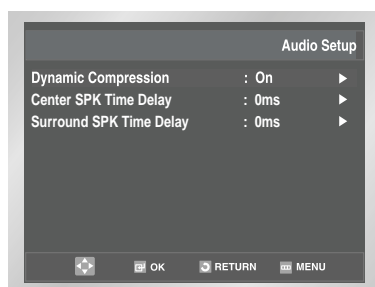 Audio Setup
Dynamic Compression : On
Center SPK Time Delay : 0ms
Surround SPK Time Delay : 0ms
OK RETURN MENU